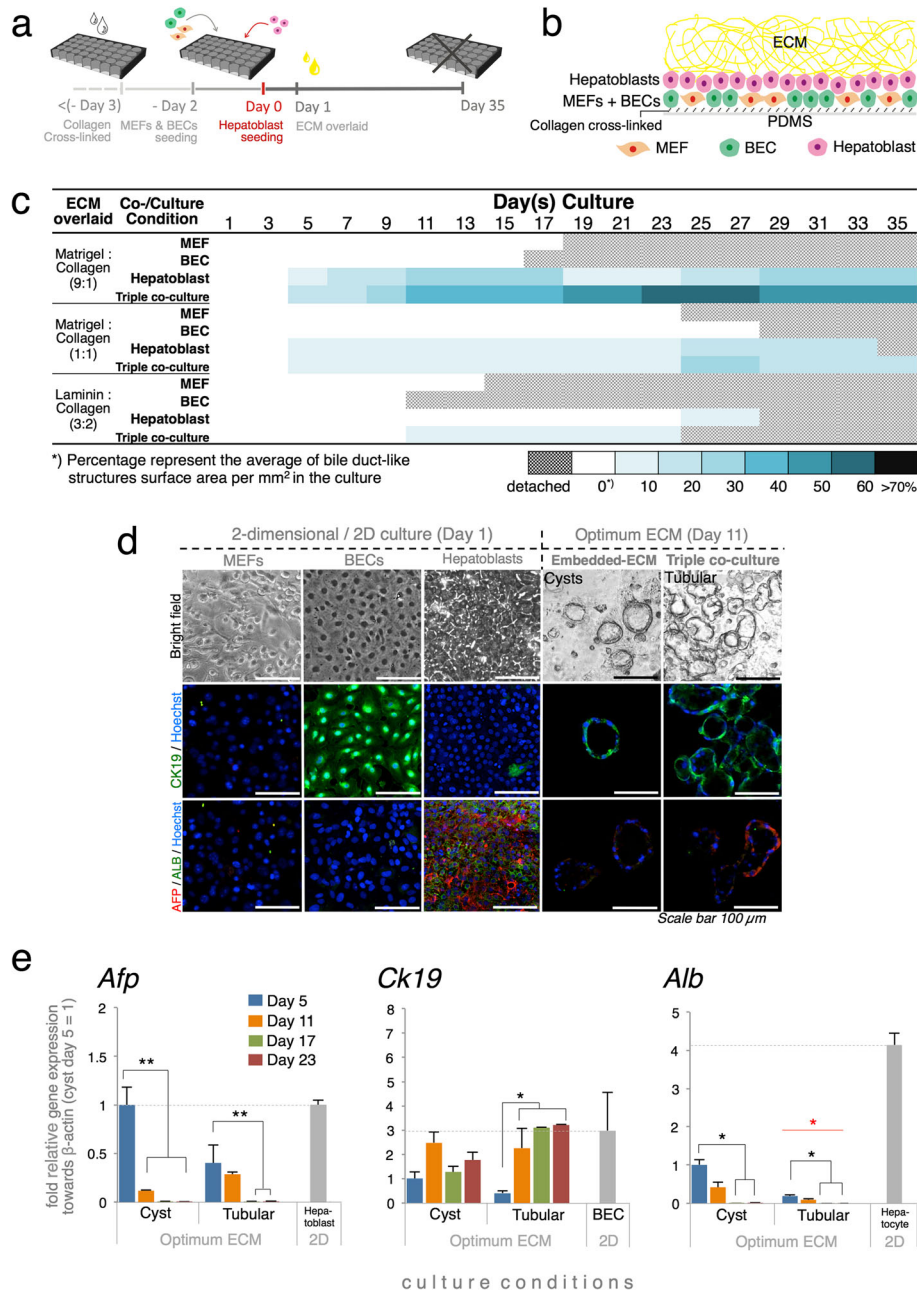 a
<(- Day 3)
- Day 2
Day 0
Day 1
Day 35
Collagen
Cross-linked
MEFs & BECs
seeding
Hepatoblast
seeding
ECM overlaid
b
ECM
Hepatoblasts
MEFs + BECs
Collagen cross-linked
PDMS
MEF
BEC
Hepatoblast
c
ECM
overlaid
Co-/Culture
Condition
Day(s) Culture
1 3 5 7 9 11 13 15 17 19 21 23 25 27 29 31 33 35
Matrigel :
Collagen
(9:1)
MEF
BEC
Hepatoblast
Triple co-culture
Matrigel :
Collagen
(1:1)
MEF
BEC
Hepatoblast
Triple co-culture
Laminin :
Collagen
(3:2)
MEF
BEC
Hepatoblast
Triple co-culture
*) Percentage represent the average of bile duct-like
structures surface area per mm² in the culture
detached 0*) 10 20 30 40 50 60 >70%
d
2-dimensional / 2D culture (Day 1)
Optimum ECM (Day 11)
MEFs
BECs
Hepatoblasts
Embedded-ECM
Triple co-culture
Cysts
Tubular
Bright field
CK19 / Hoechst
AFP / ALB / Hoechst
Scale bar 100 µm
e
Afp
fold relative gene expression
towards β-actin (cyst day 5 = 1)
2
1.5
1
0.5
0
**
**
Day 5
Day 11
Day 17
Day 23
Cyst
Tubular
Hepa-
toblast
Optimum ECM
2D
Ck19
8
7
6
5
4
3
2
1
0
*
Cyst
Tubular
BEC
Optimum ECM
2D
Alb
5
4
3
2
1
0
*
*
*
Cyst
Tubular
Hepa-
tocyte
Optimum ECM
2D
culture conditions